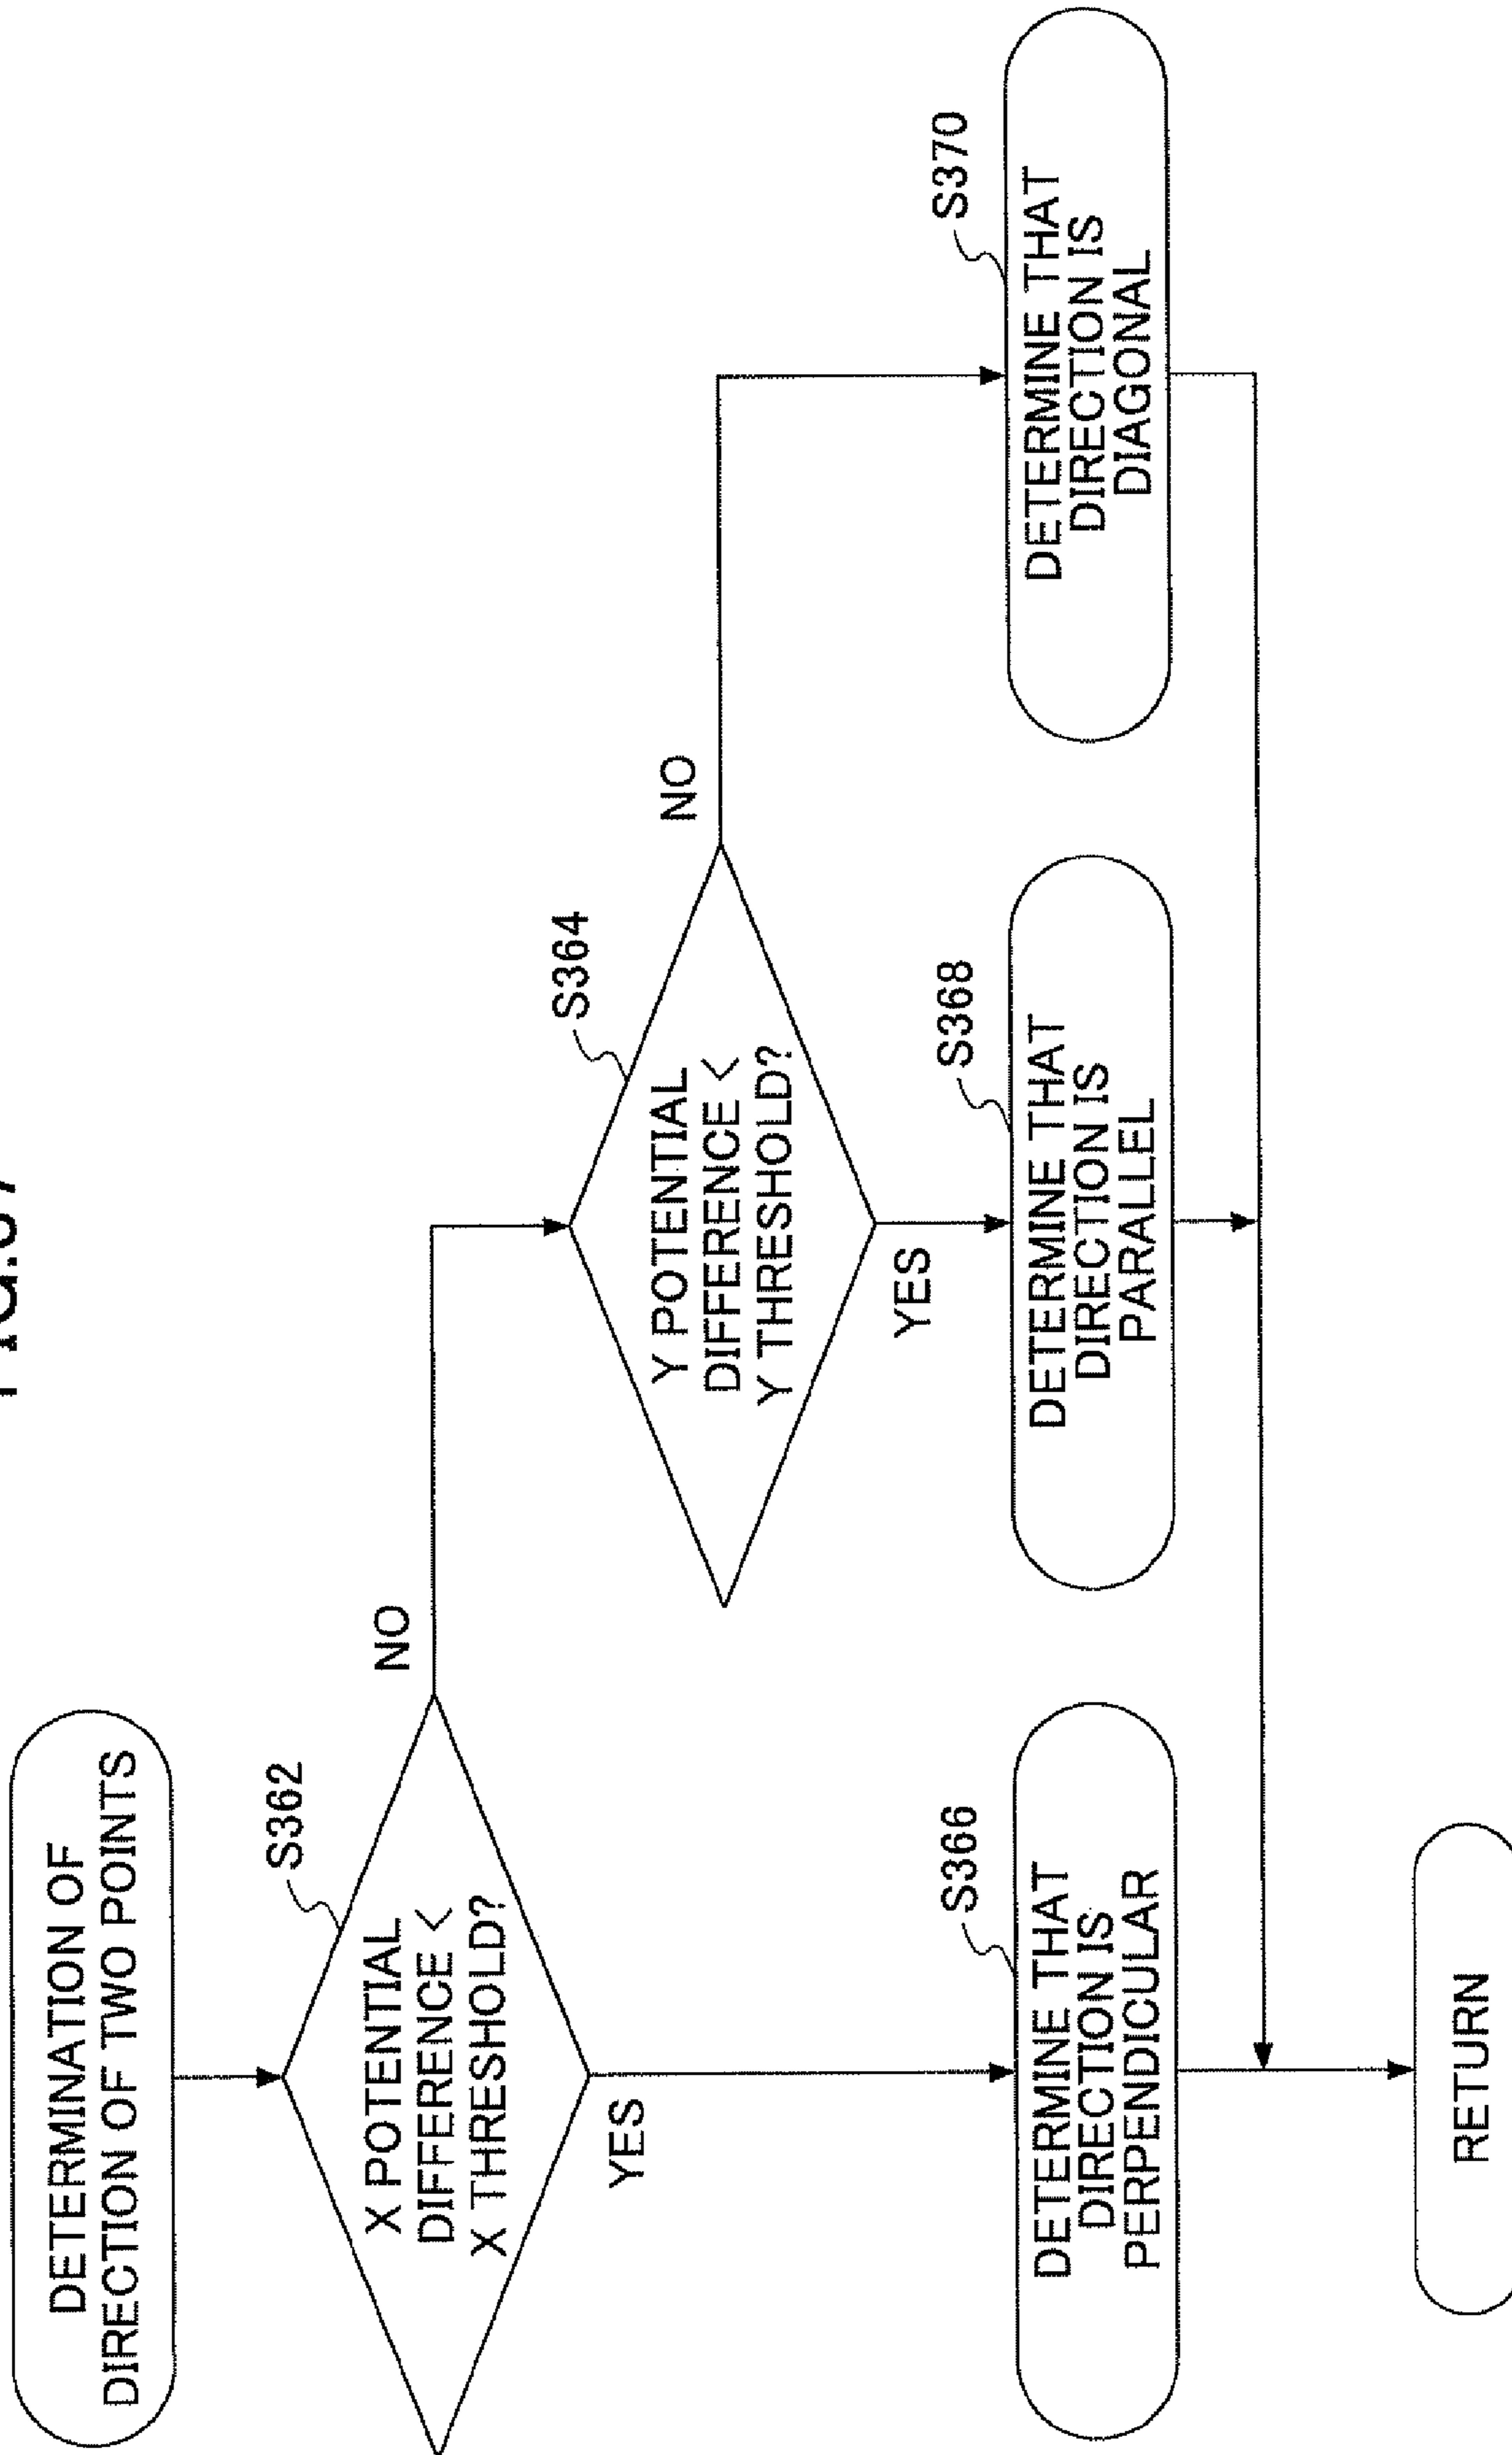 DETERMINATION OF
DIRECTION OF TWO POINTS
S362
X POTENTIAL
DIFFERENCE <
X THRESHOLD?
NO
YES
S364
Y POTENTIAL
DIFFERENCE <
Y THRESHOLD?
NO
YES
S366
DETERMINE THAT
DIRECTION IS
PERPENDICULAR
S368
DETERMINE THAT
DIRECTION IS
PARALLEL
S370
DETERMINE THAT
DIRECTION IS
DIAGONAL
RETURN